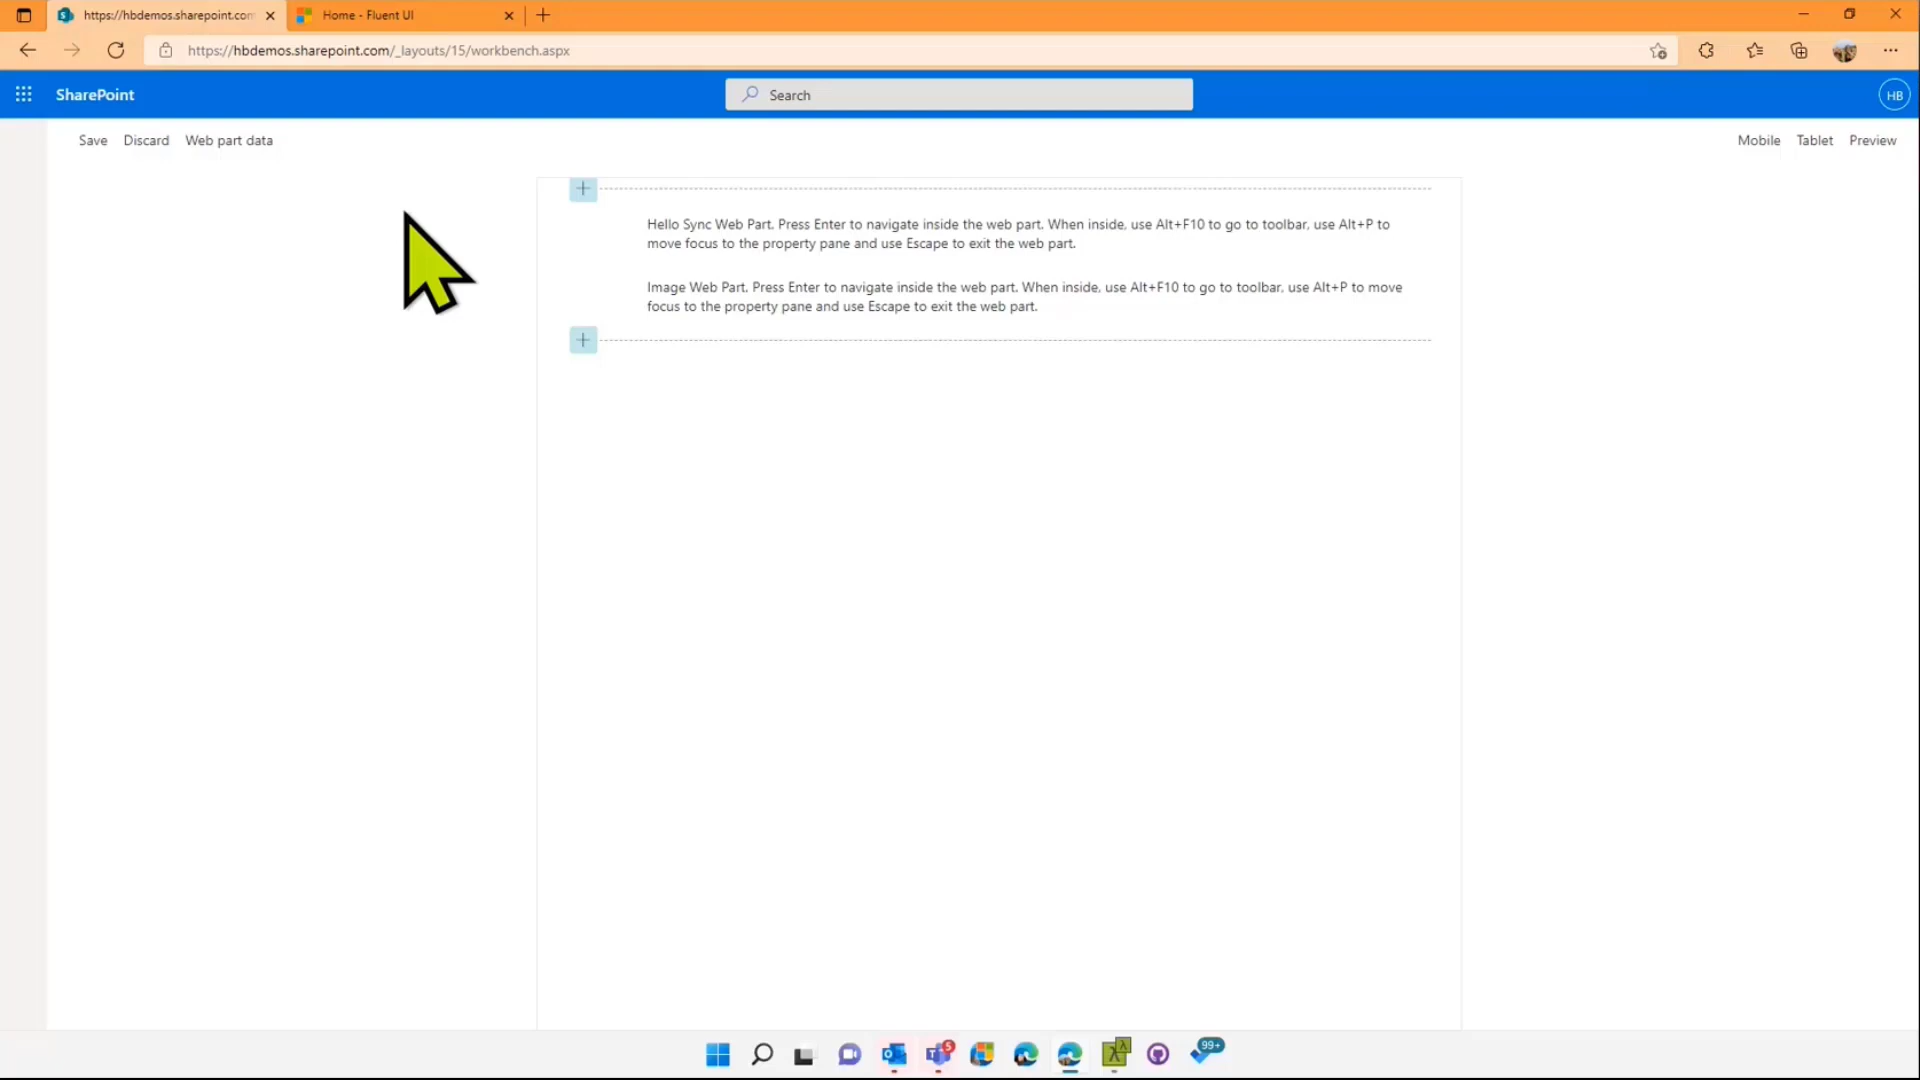 https://hbdemos.sharepoint.com
Home - Fluent UI
https://hbdemos.sharepoint.com/_layouts/15/workbench.aspx
SharePoint
Search
HB
Save
Discard
Web part data
Mobile
Tablet
Preview
Hello Sync Web Part. Press Enter to navigate inside the web part. When inside, use Alt+F10 to go to toolbar, use Alt+P to
move focus to the property pane and use Escape to exit the web part.
Image Web Part. Press Enter to navigate inside the web part. When inside, use Alt+F10 to go to toolbar, use Alt+P to move
focus to the property pane and use Escape to exit the web part.
5
99+